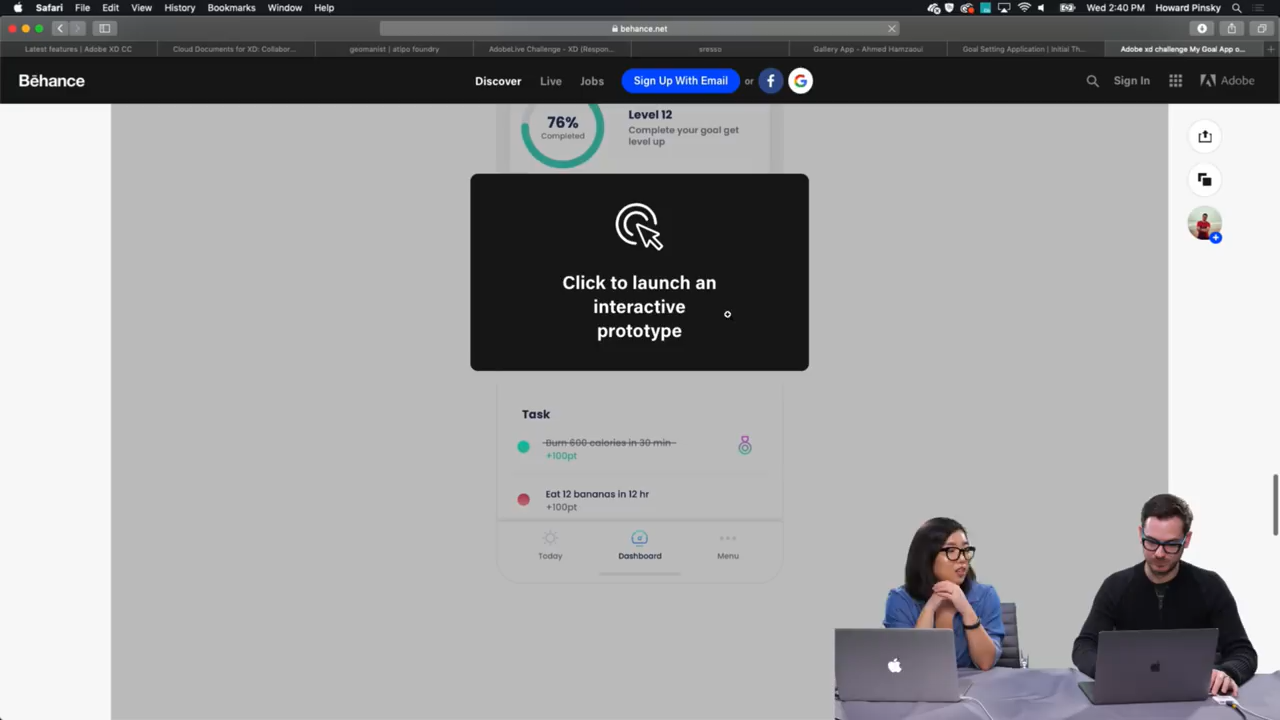 Safari File Edit View History Bookmarks Window Help
Wed 2:40 PM Howard Pinsky
behance.net
Latest features | Adobe XD CC
Cloud Documents for XD: Collabor...
geomanist | atipo foundry
AdobeLive Challenge - XD (Respon...
sresso
Gallery App - Ahmed Hamzaoui
Goal Setting Application | Initial Th...
Adobe xd challenge My Goal App o...
Bēhance
Discover Live Jobs Sign Up With Email or
Sign In
Adobe
76%
Completed
Level 12
Complete your goal get
level up
Click to launch an
interactive
prototype
Task
Burn 600 calories in 30 min
+100pt
Eat 12 bananas in 12 hr
+100pt
Today Dashboard Menu